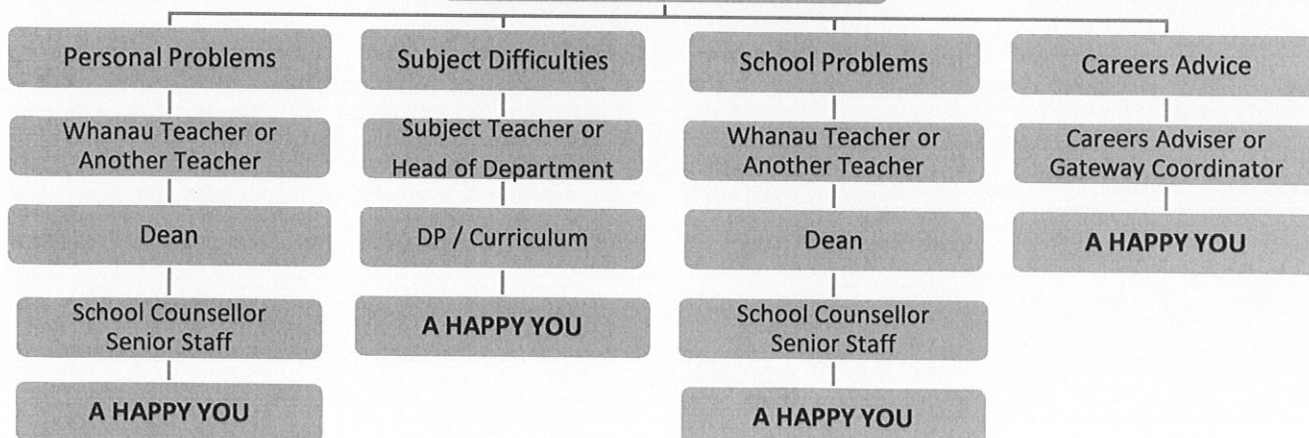 Personal Problems
Whanau Teacher or
Another Teacher
Dean
School Counsellor
Senior Staff
A HAPPY YOU
Subject Difficulties
Subject Teacher or
Head of Department
DP / Curriculum
A HAPPY YOU
School Problems
Whanau Teacher or
Another Teacher
Dean
School Counsellor
Senior Staff
A HAPPY YOU
Careers Advice
Careers Adviser or
Gateway Coordinator
A HAPPY YOU